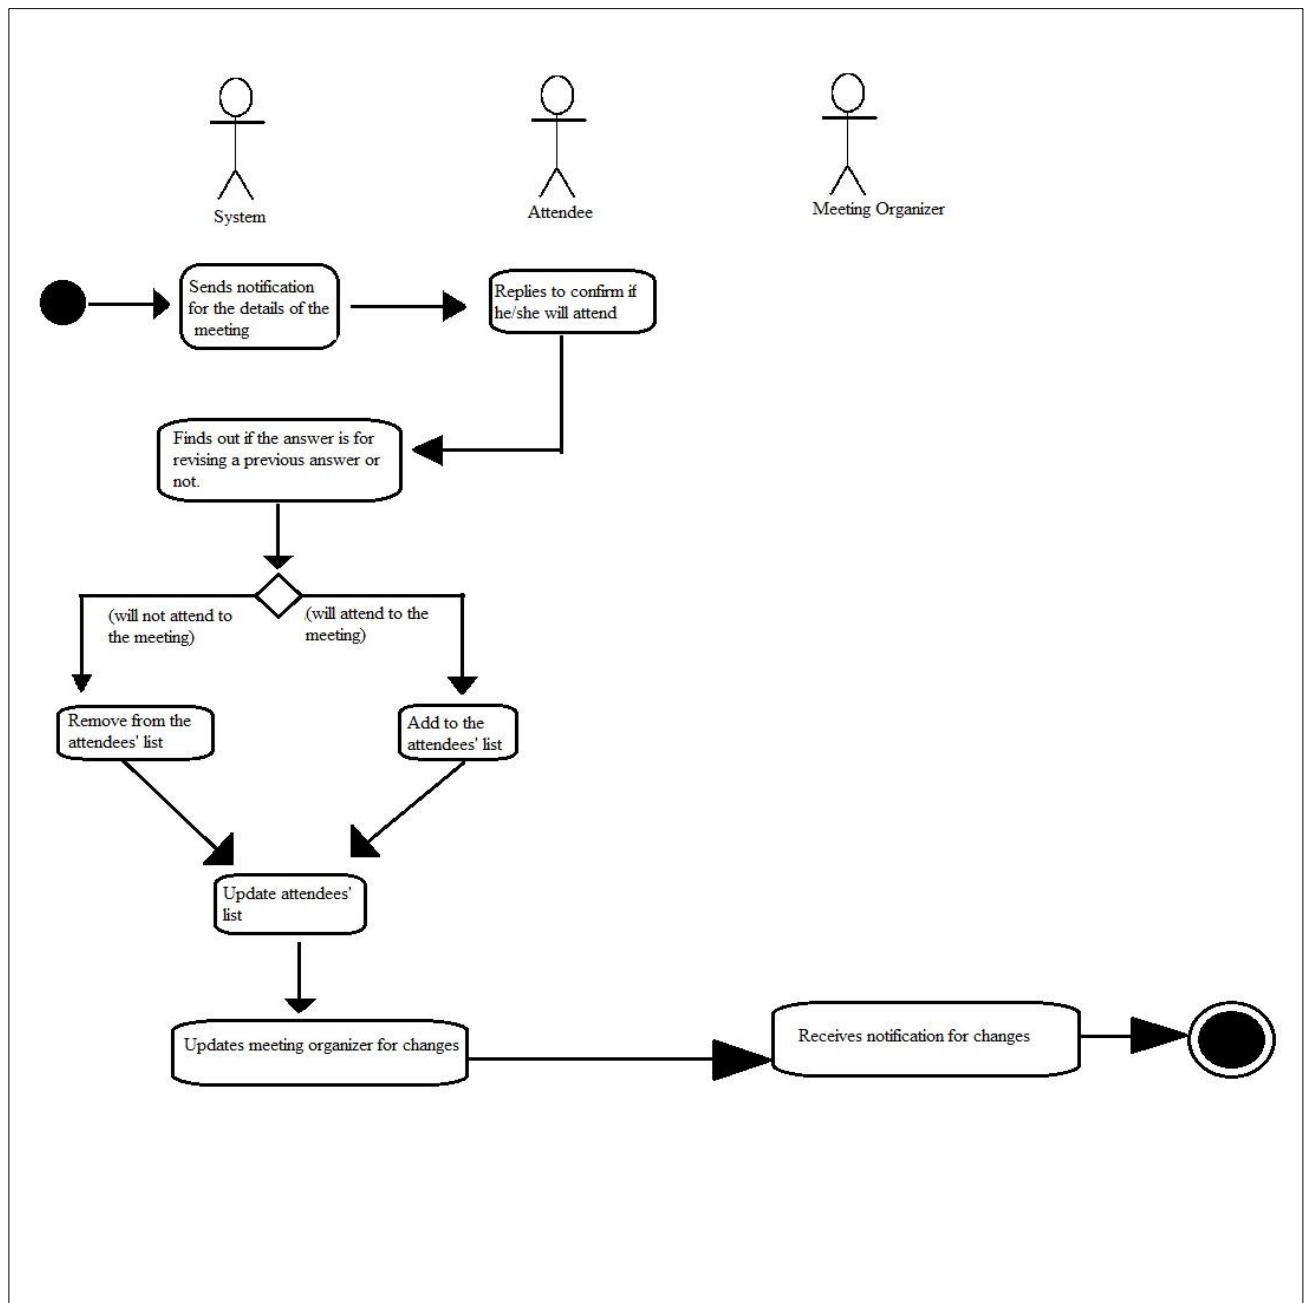 System
Attendee
Meeting Organizer
Sends notification
for the details of the
meeting
Replies to confirm if
he/she will attend
Finds out if the answer is for
revising a previous answer or
not.
(will not attend to
the meeting)
(will attend to the
meeting)
Remove from the
attendees' list
Add to the
attendees' list
Update attendees'
list
Updates meeting organizer for changes
Receives notification for changes